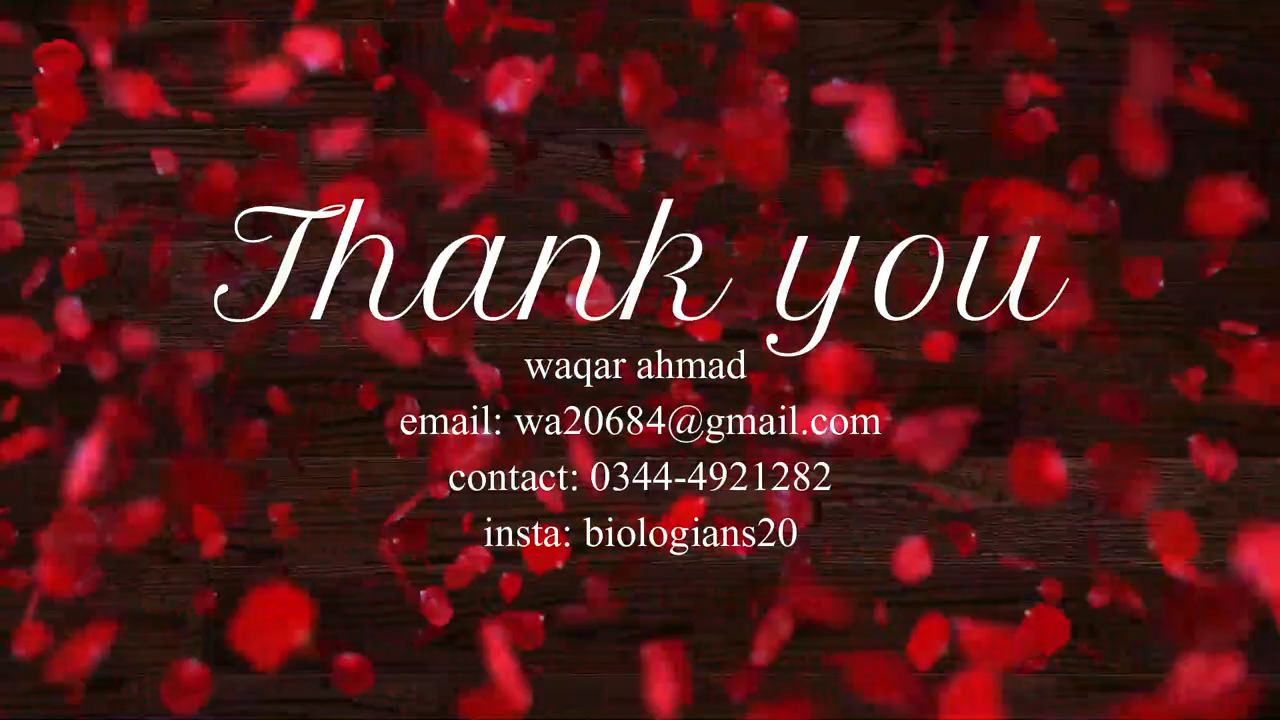 Thank you
waqar ahmad
email: wa20684@gmail.com
contact: 0344-4921282
insta: biologians20